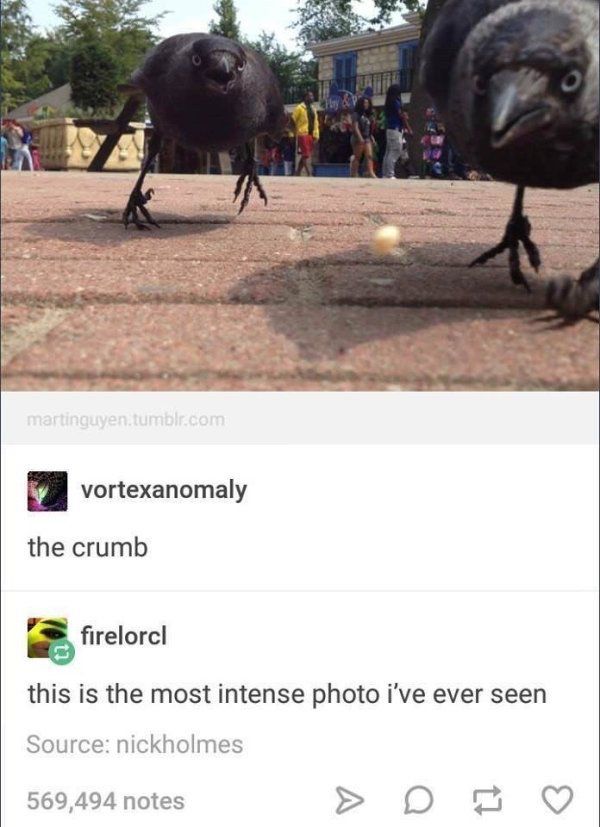 martinguyen.tumblr.com
vortexanomaly
the crumb
firelorcl
this is the most intense photo i've ever seen
Source: nickholmes
569,494 notes